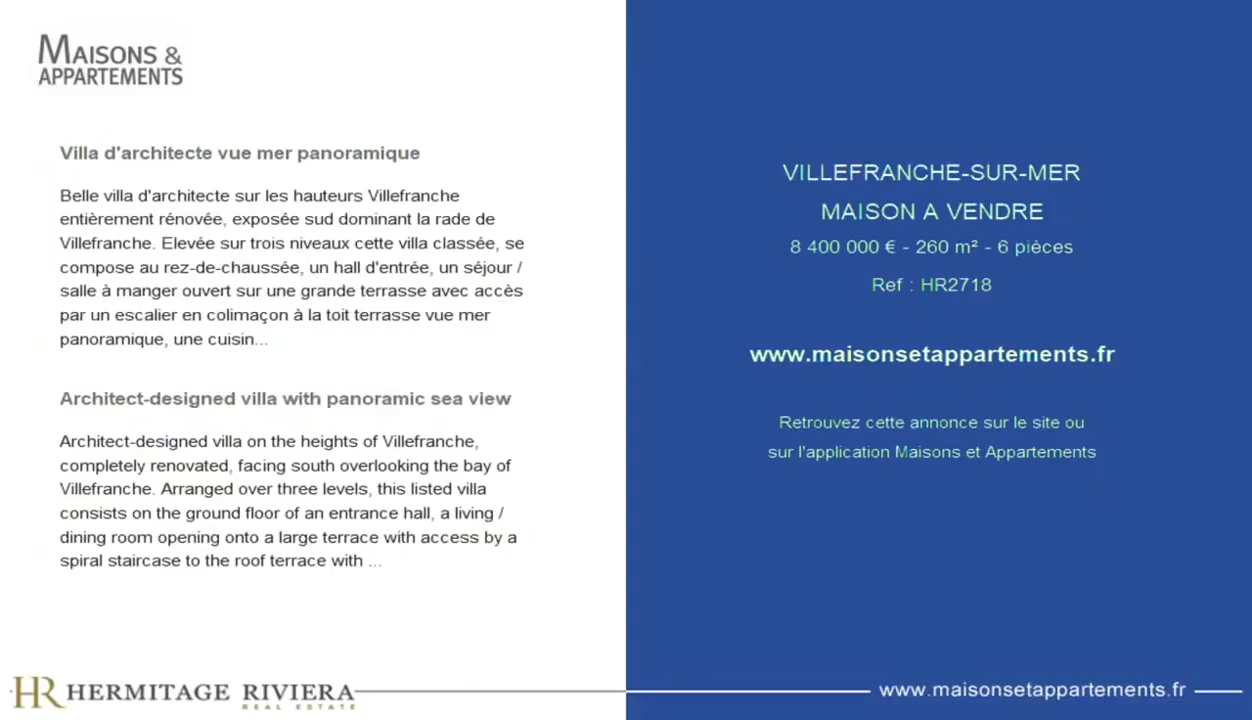 MAISONS &
APPARTEMENTS
Villa d'architecte vue mer panoramique
Belle villa d'architecte sur les hauteurs Villefranche
entièrement rénovée, exposée sud dominant la rade de
Villefranche. Elevée sur trois niveaux cette villa classée, se
compose au rez-de-chaussée, un hall d'entrée, un séjour /
salle à manger ouvert sur une grande terrasse avec accès
par un escalier en colimaçon à la toit terrasse vue mer
panoramique, une cuisin...
Architect-designed villa with panoramic sea view
Architect-designed villa on the heights of Villefranche,
completely renovated, facing south overlooking the bay of
Villefranche. Arranged over three levels, this listed villa
consists on the ground floor of an entrance hall, a living /
dining room opening onto a large terrace with access by a
spiral staircase to the roof terrace with ...
HR HERMITAGE RIVIERA
REAL ESTATE
VILLEFRANCHE-SUR-MER
MAISON A VENDRE
8 400 000 € - 260 m² - 6 pièces
Ref : HR2718
www.maisonsetappartements.fr
Retrouvez cette annonce sur le site ou
sur l'application Maisons et Appartements
www.maisonsetappartements.fr